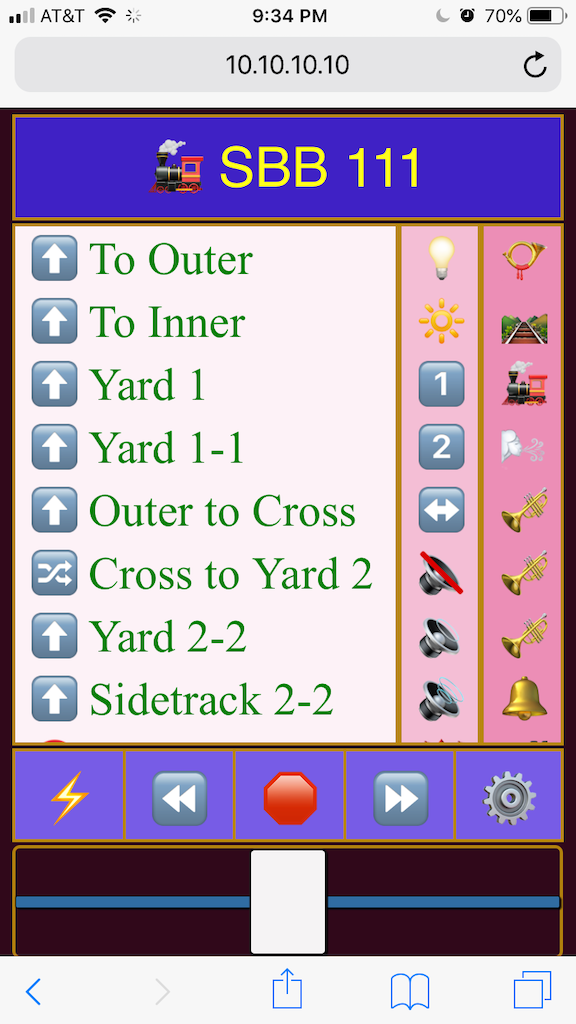 AT&T 9:34 PM 70%
10.10.10.10
SBB 111
To Outer
To Inner
Yard 1 1
Yard 1-1 2
Outer to Cross
Cross to Yard 2
Yard 2-2
Sidetrack 2-2